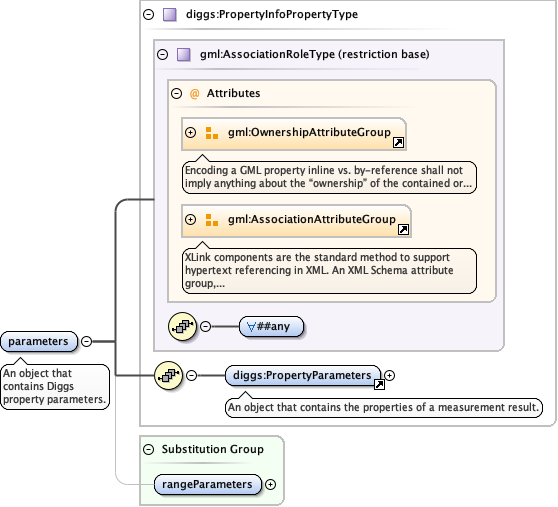 diggs:PropertyInfoPropertyType
gml:AssociationRoleType (restriction base)
@ Attributes
gml:OwnershipAttributeGroup
Encoding a GML property inline vs. by-reference shall not
imply anything about the “ownership” of the contained or...
gml:AssociationAttributeGroup
XLink components are the standard method to support
hypertext referencing in XML. An XML Schema attribute
group,...
∀##any
parameters
An object that
contains Diggs
property parameters.
diggs:PropertyParameters
An object that contains the properties of a measurement result.
Substitution Group
rangeParameters